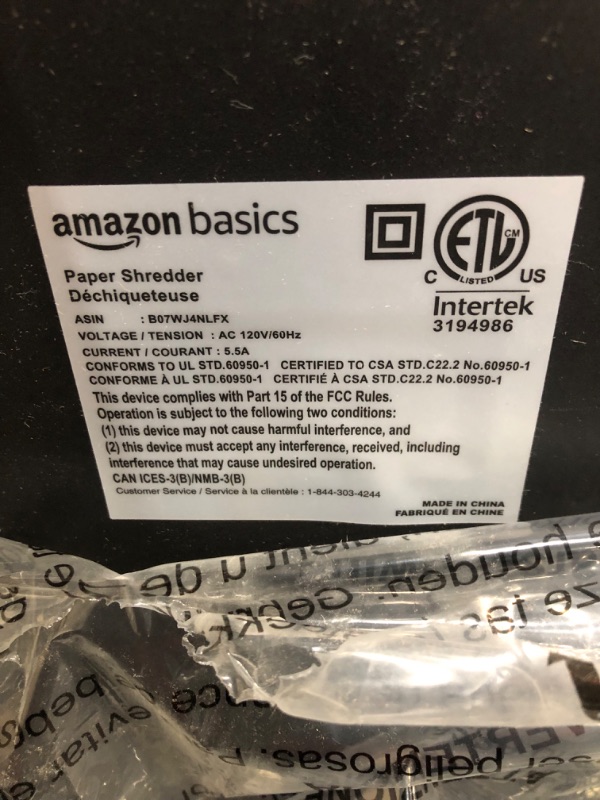 amazon basics
Paper Shredder
Déchiqueteuse
ASIN : B07WJ4NLFX
VOLTAGE / TENSION : AC 120V/60Hz
CURRENT / COURANT : 5.5A
CONFORMS TO UL STD.60950-1 CERTIFIED TO CSA STD.C22.2 No.60950-1
CONFORME À UL STD.60950-1 CERTIFIÉ À CSA STD.C22.2 No.60950-1
This device complies with Part 15 of the FCC Rules.
Operation is subject to the following two conditions:
(1) this device may not cause harmful interference, and
(2) this device must accept any interference, received, including
interference that may cause undesired operation.
CAN ICES-3(B)/NMB-3(B)
Customer Service / Service à la clientèle : 1-844-303-4244
ETL CM
C LISTED US
Intertek
3194986
MADE IN CHINA
FABRIQUÉ EN CHINE
houden.
u de
evitar
peligrosas.